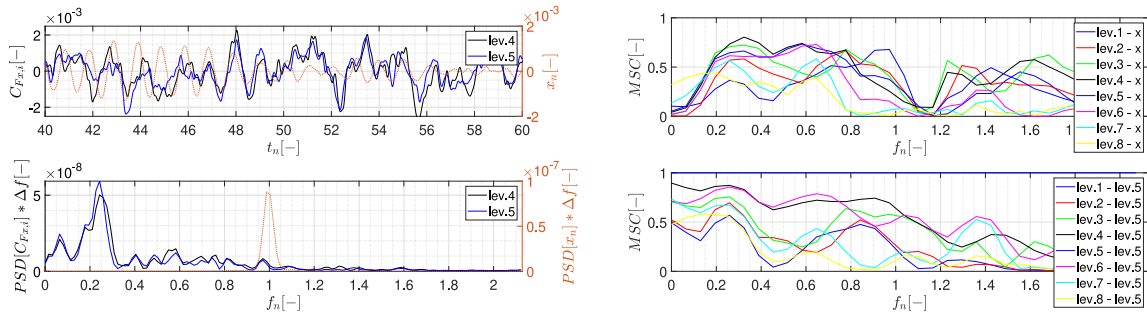 ×10⁻³
×10⁻³
2
0
-2
C_{Fx,i}[−]
2
0
-2
x_n[−]
40 42 44 46 48 50 52 54 56 58 60
t_n[−]
lev.4
lev.5
1
0.5
0
MSC[−]
0 0.2 0.4 0.6 0.8 1 1.2 1.4 1.6 1.8
f_n[−]
lev.1 - x
lev.2 - x
lev.3 - x
lev.4 - x
lev.5 - x
lev.6 - x
lev.7 - x
lev.8 - x
×10⁻⁸
×10⁻⁷
5
0
PSD[C_{Fx,i}] * Δf[−]
1
0.5
0
PSD[x_n] * Δf[−]
0 0.2 0.4 0.6 0.8 1 1.2 1.4 1.6 1.8 2
f_n[−]
lev.4
lev.5
1
0.5
0
MSC[−]
0 0.2 0.4 0.6 0.8 1 1.2 1.4 1.6 1.8
f_n[−]
lev.1 - lev.5
lev.2 - lev.5
lev.3 - lev.5
lev.4 - lev.5
lev.5 - lev.5
lev.6 - lev.5
lev.7 - lev.5
lev.8 - lev.5